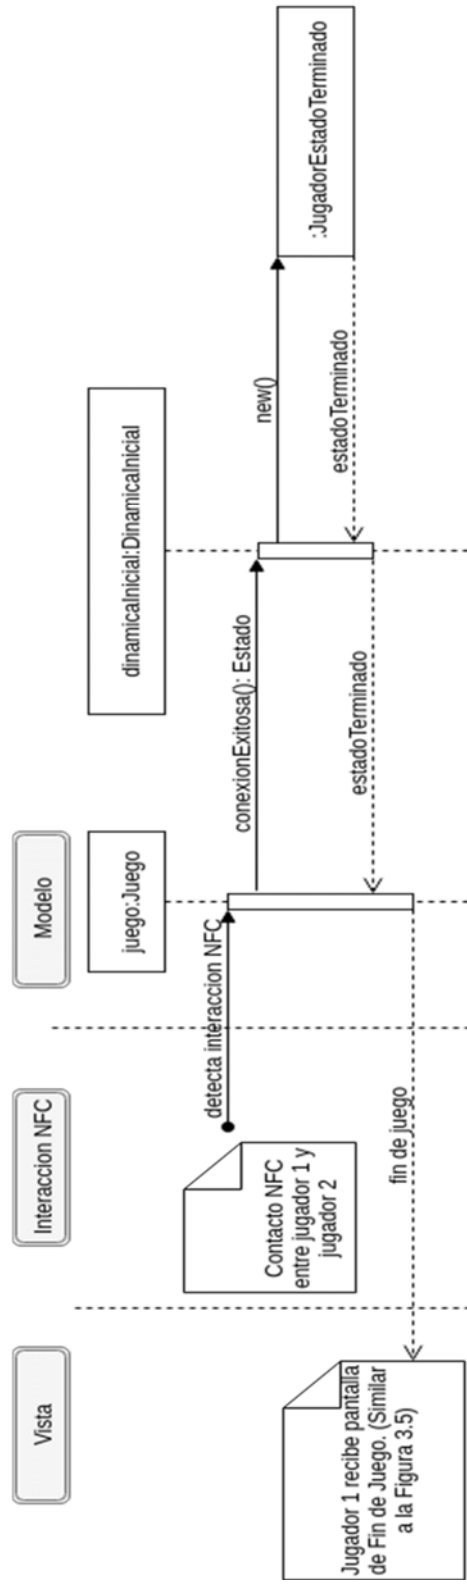 Vista
Interaccion NFC
Modelo
juego:Juego
dinamicaInicial:DinamicaInicial
Contacto NFC
entre jugador 1 y
jugador 2
detecta interaccion NFC
conexionExitosa(): Estado
new()
:JugadorEstadoTerminado
estadoTerminado
estadoTerminado
fin de juego
Jugador 1 recibe pantalla
de Fin de Juego. (Similar
a la Figura 3.5)